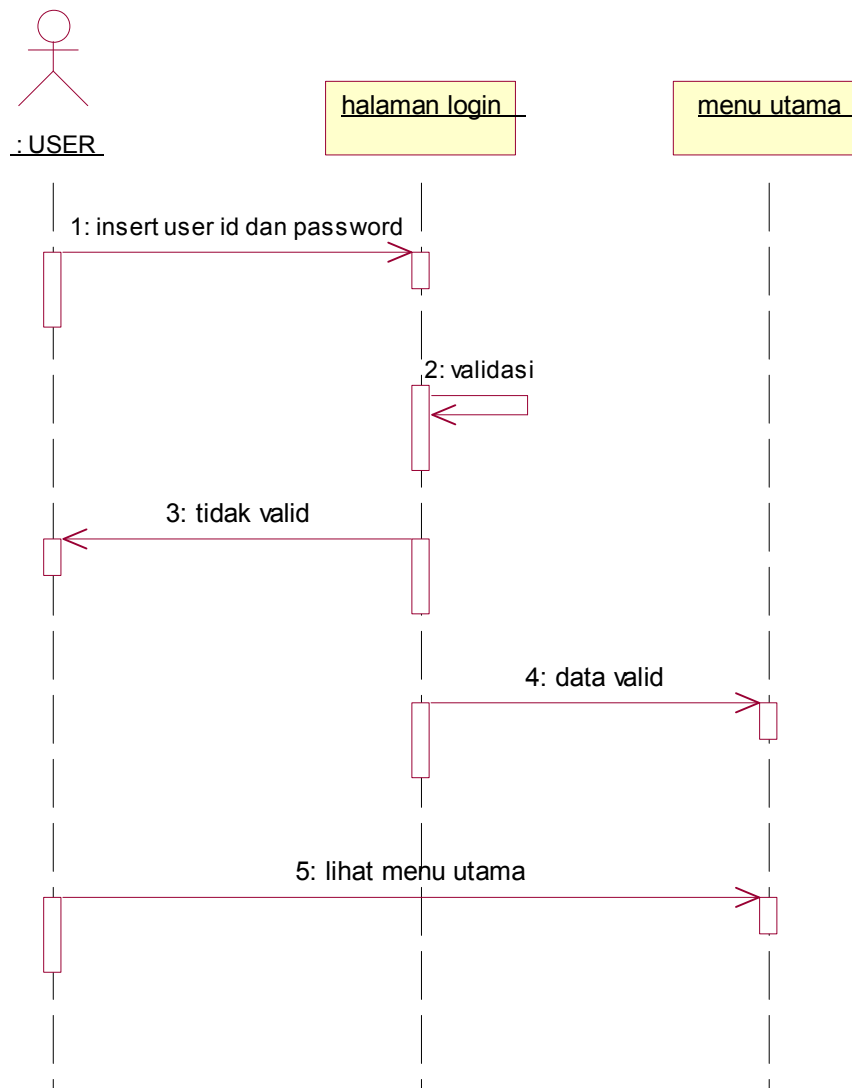 halaman login
menu utama
: USER
1: insert user id dan password
2: validasi
3: tidak valid
4: data valid
5: lihat menu utama